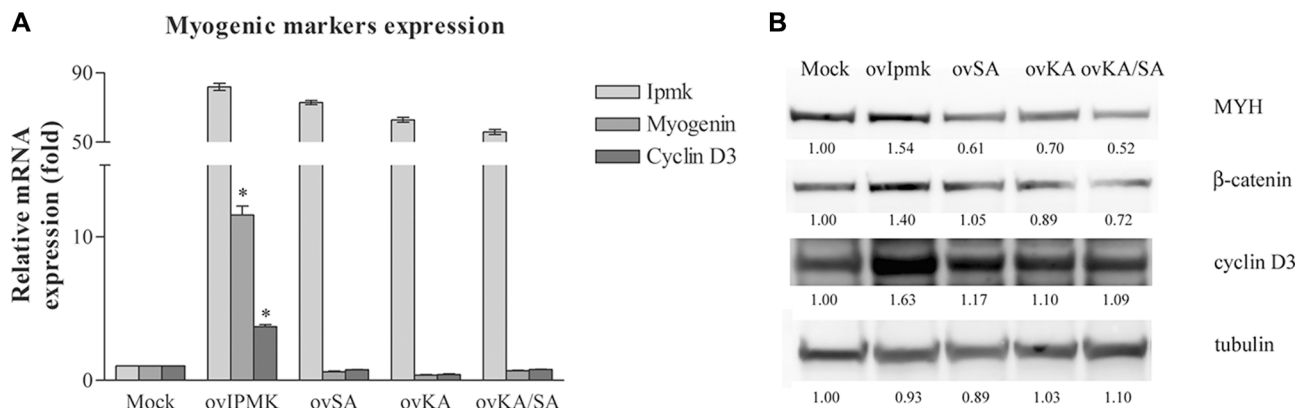 A
Myogenic markers expression
Relative mRNA
expression (fold)
90
50
10
0
Mock
ovIPMK
ovSA
ovKA
ovKA/SA
*
*
Ipmk
Myogenin
Cyclin D3
B
Mock ovIpmk ovSA ovKA ovKA/SA
MYH
1.00 1.54 0.61 0.70 0.52
β-catenin
1.00 1.40 1.05 0.89 0.72
cyclin D3
1.00 1.63 1.17 1.10 1.09
tubulin
1.00 0.93 0.89 1.03 1.10